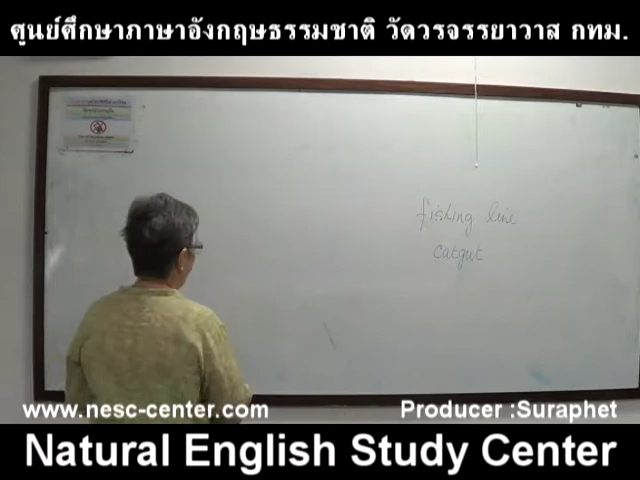 ศูนย์ศึกษาภาษาอังกฤษธรรมชาติ วัดวรจรรยาวาส กทม.
fishing line
catgut
www.nesc-center.com
Producer :Suraphet
Natural English Study Center